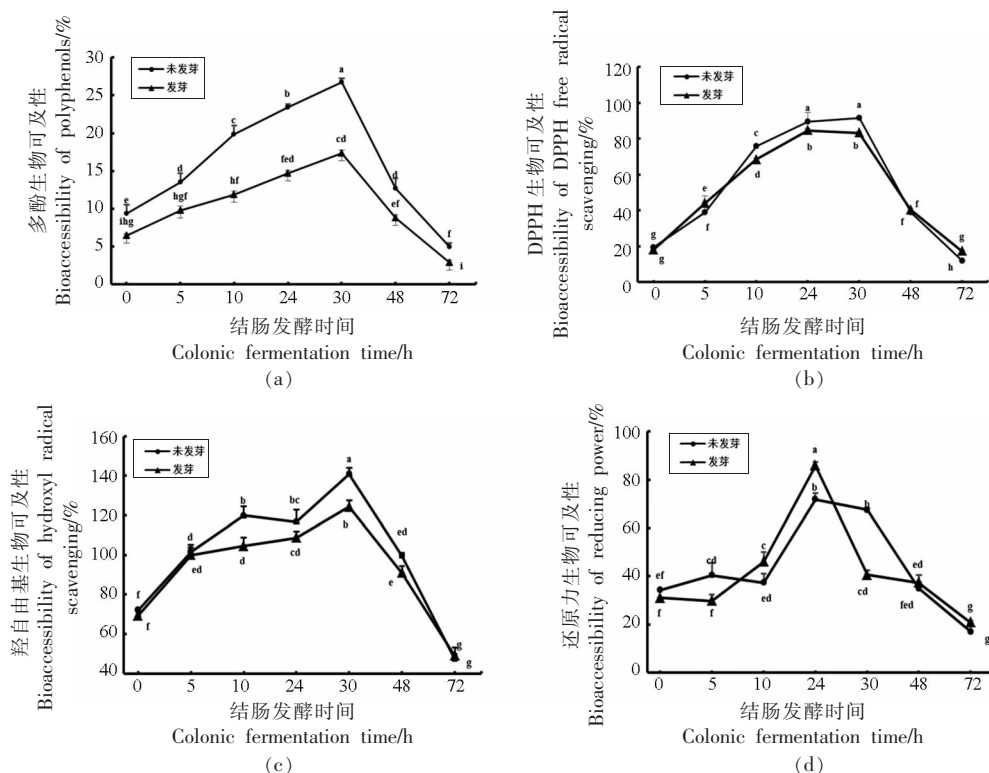 多酚生物可及性
Bioaccessibility of polyphenols/%
30
25
20
15
10
5
0
未发芽
发芽
e
d
c
b
a
d
f
ihg
hgf
hf
fed
cd
ef
i
0 5 10 24 30 48 72
结肠发酵时间
Colonic fermentation time/h
(a)
DPPH 生物可及性
Bioaccessibility of DPPH free radical
scavenging/%
120
100
80
60
40
20
0
未发芽
发芽
g
e
c
a
a
f
g
g
f
d
b
b
f
h
0 5 10 24 30 48 72
结肠发酵时间
Colonic fermentation time/h
(b)
羟自由基生物可及性
Bioaccessibility of hydroxyl radical
scavenging/%
160
140
120
100
80
60
40
未发芽
发芽
f
d
b
bc
a
ed
g
f
ed
d
cd
b
e
g
0 5 10 24 30 48 72
结肠发酵时间
Colonic fermentation time/h
(c)
还原力生物可及性
Bioaccessibility of reducing power/%
100
80
60
40
20
0
未发芽
发芽
ef
cd
c
a
b
b
ed
g
f
f
ed
cd
fed
g
0 5 10 24 30 48 72
结肠发酵时间
Colonic fermentation time/h
(d)